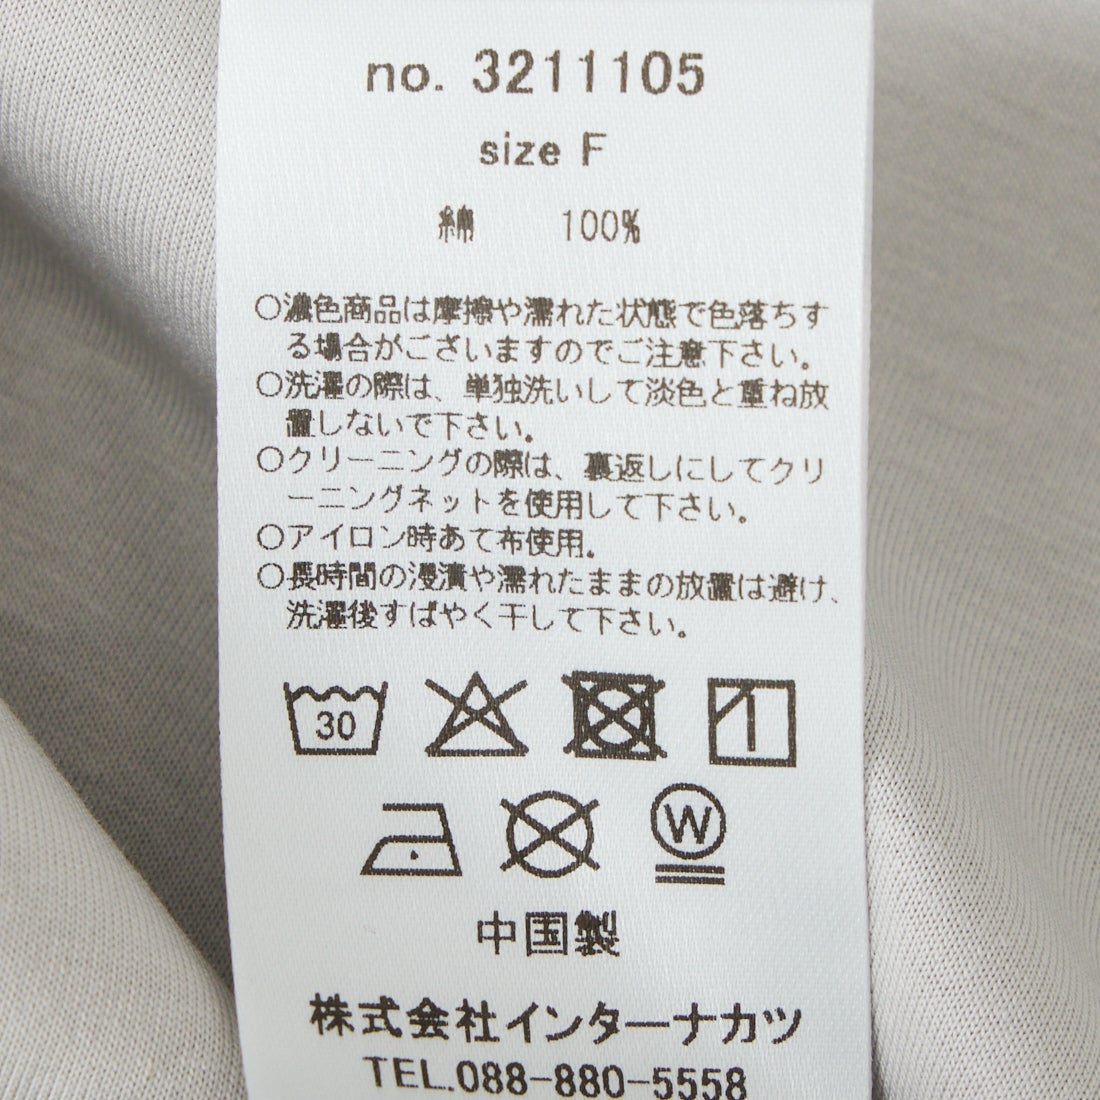 no. 3211105
size F
綿 100%
○濃色商品は摩擦や濡れた状態で色落ちす
る場合がございますのでご注意下さい。
○洗濯の際は、単独洗いして淡色と重ね放
置しないで下さい。
○クリーニングの際は、裏返しにしてクリ
ーニングネットを使用して下さい。
○アイロン時あて布使用。
○長時間の浸漬や濡れたままの放置は避け、
洗濯後すばやく干して下さい。
30
W
中国製
株式会社インターナカツ
TEL.088-880-5558